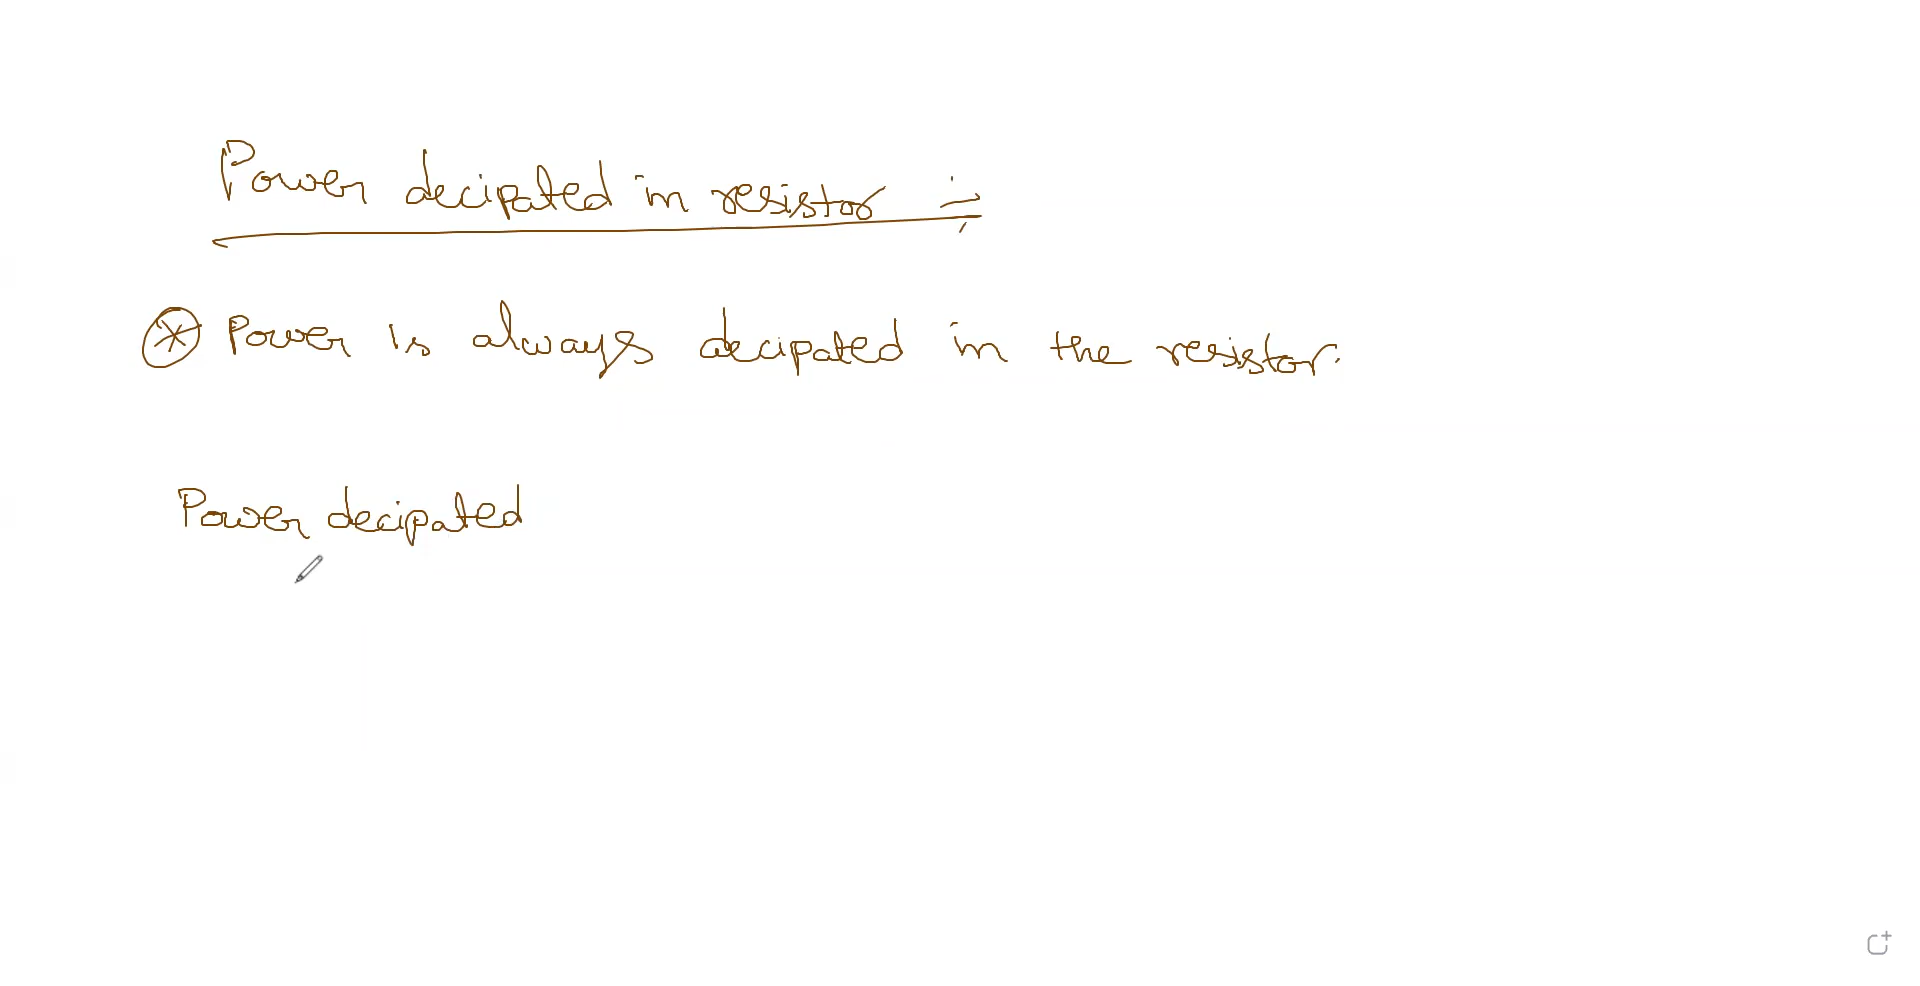 Power decipated in resistor :-
* Power is always decipated in the resistor.
Power decipated